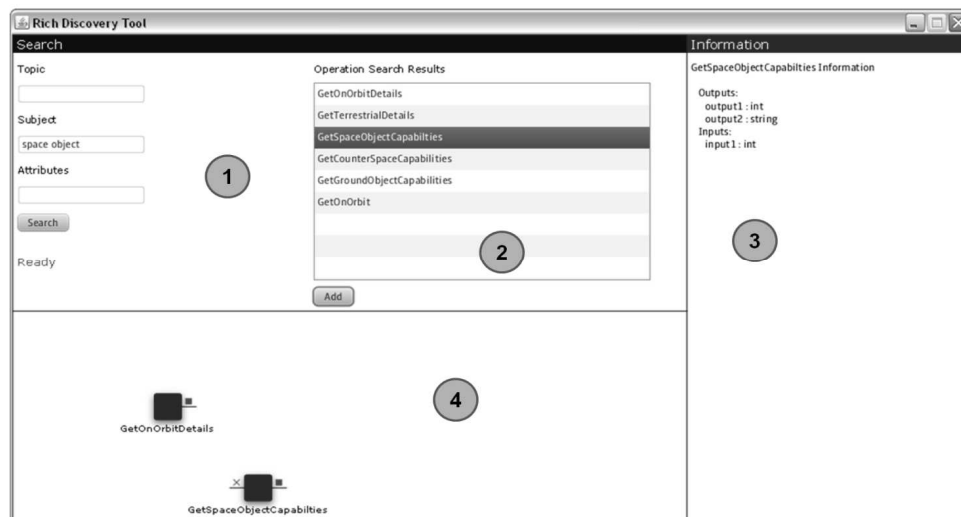 Rich Discovery Tool
Search
Information
Topic
Subject
space object
Attributes
Search
Ready
1
Operation Search Results
GetOnOrbitDetails
GetTerrestrialDetails
GetSpaceObjectCapabilties
GetCounterSpaceCapabilities
GetGroundObjectCapabilities
GetOnOrbit
2
Add
GetSpaceObjectCapabilties Information
Outputs:
output1 : int
output2 : string
Inputs:
input1 : int
3
4
GetOnOrbitDetails
GetSpaceObjectCapabilties